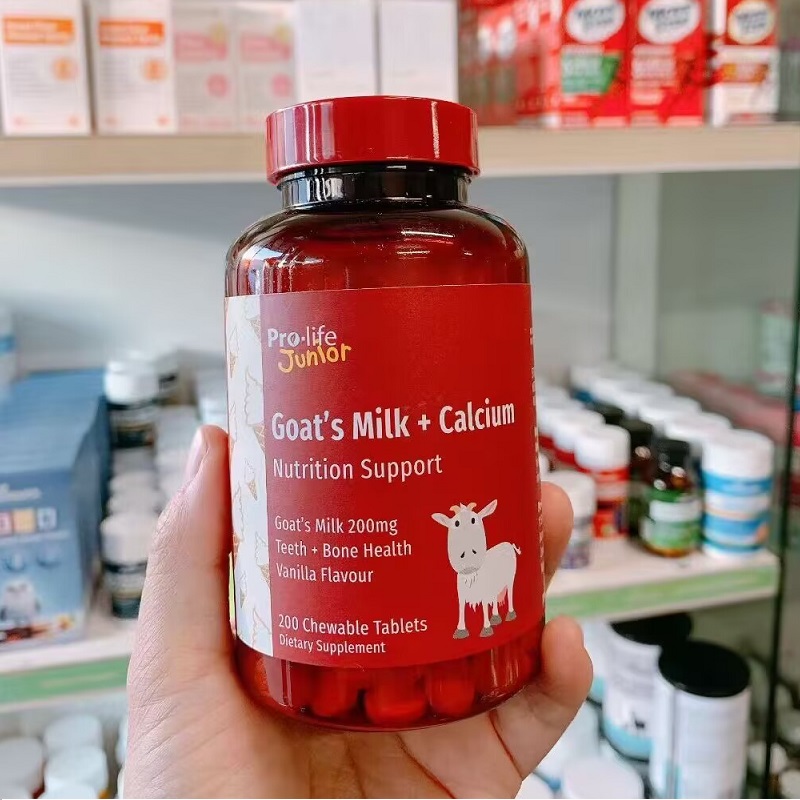 Pro-life
Junior
Goat's Milk + Calcium
Nutrition Support
Goat's Milk 200mg
Teeth + Bone Health
Vanilla Flavour
200 Chewable Tablets
Dietary Supplement